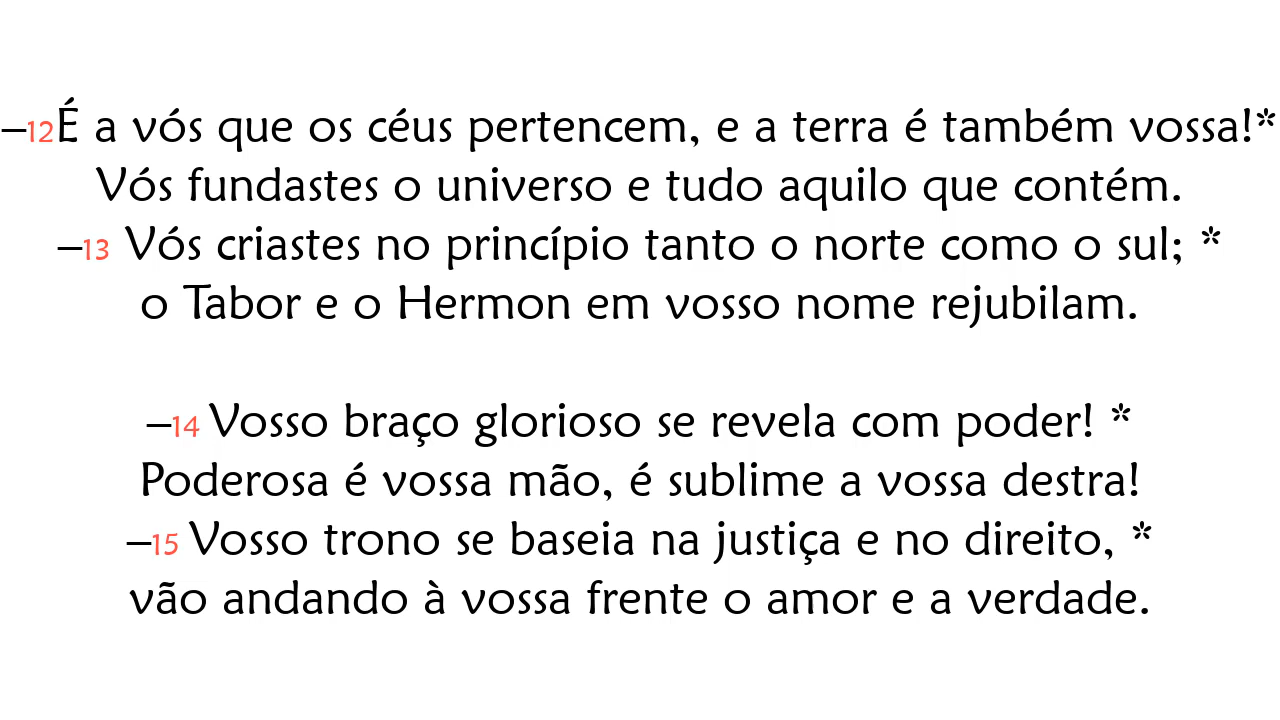 –12É a vós que os céus pertencem, e a terra é também vossa!*
Vós fundastes o universo e tudo aquilo que contém.
–13 Vós criastes no princípio tanto o norte como o sul; *
o Tabor e o Hermon em vosso nome rejubilam.
–14 Vosso braço glorioso se revela com poder! *
Poderosa é vossa mão, é sublime a vossa destra!
–15 Vosso trono se baseia na justiça e no direito, *
vão andando à vossa frente o amor e a verdade.